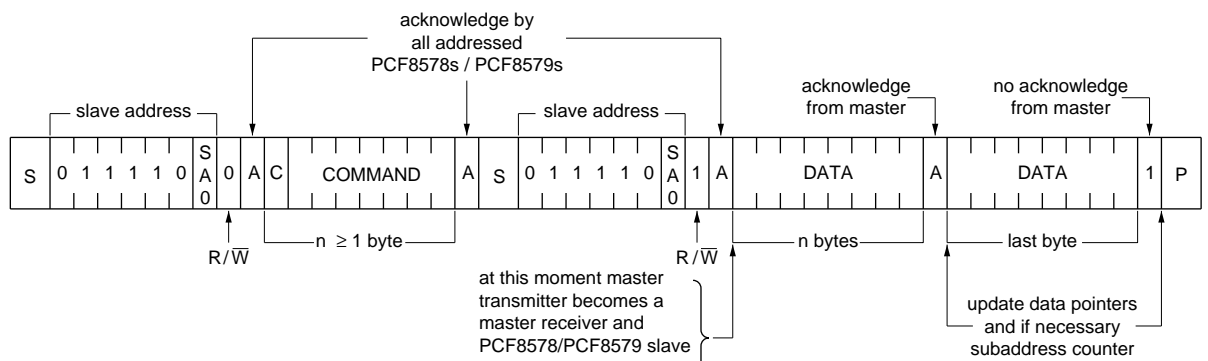 acknowledge by
all addressed
PCF8578s / PCF8579s
acknowledge
from master
no acknowledge
from master
slave address
slave address
S 0 1 1 1 1 0 SA0 0 A C COMMAND A S 0 1 1 1 1 0 SA0 1 A DATA A DATA 1 P
n ≥ 1 byte
n bytes
last byte
R/W̅
R/W̅
at this moment master
transmitter becomes a
master receiver and
PCF8578/PCF8579 slave
update data pointers
and if necessary
subaddress counter